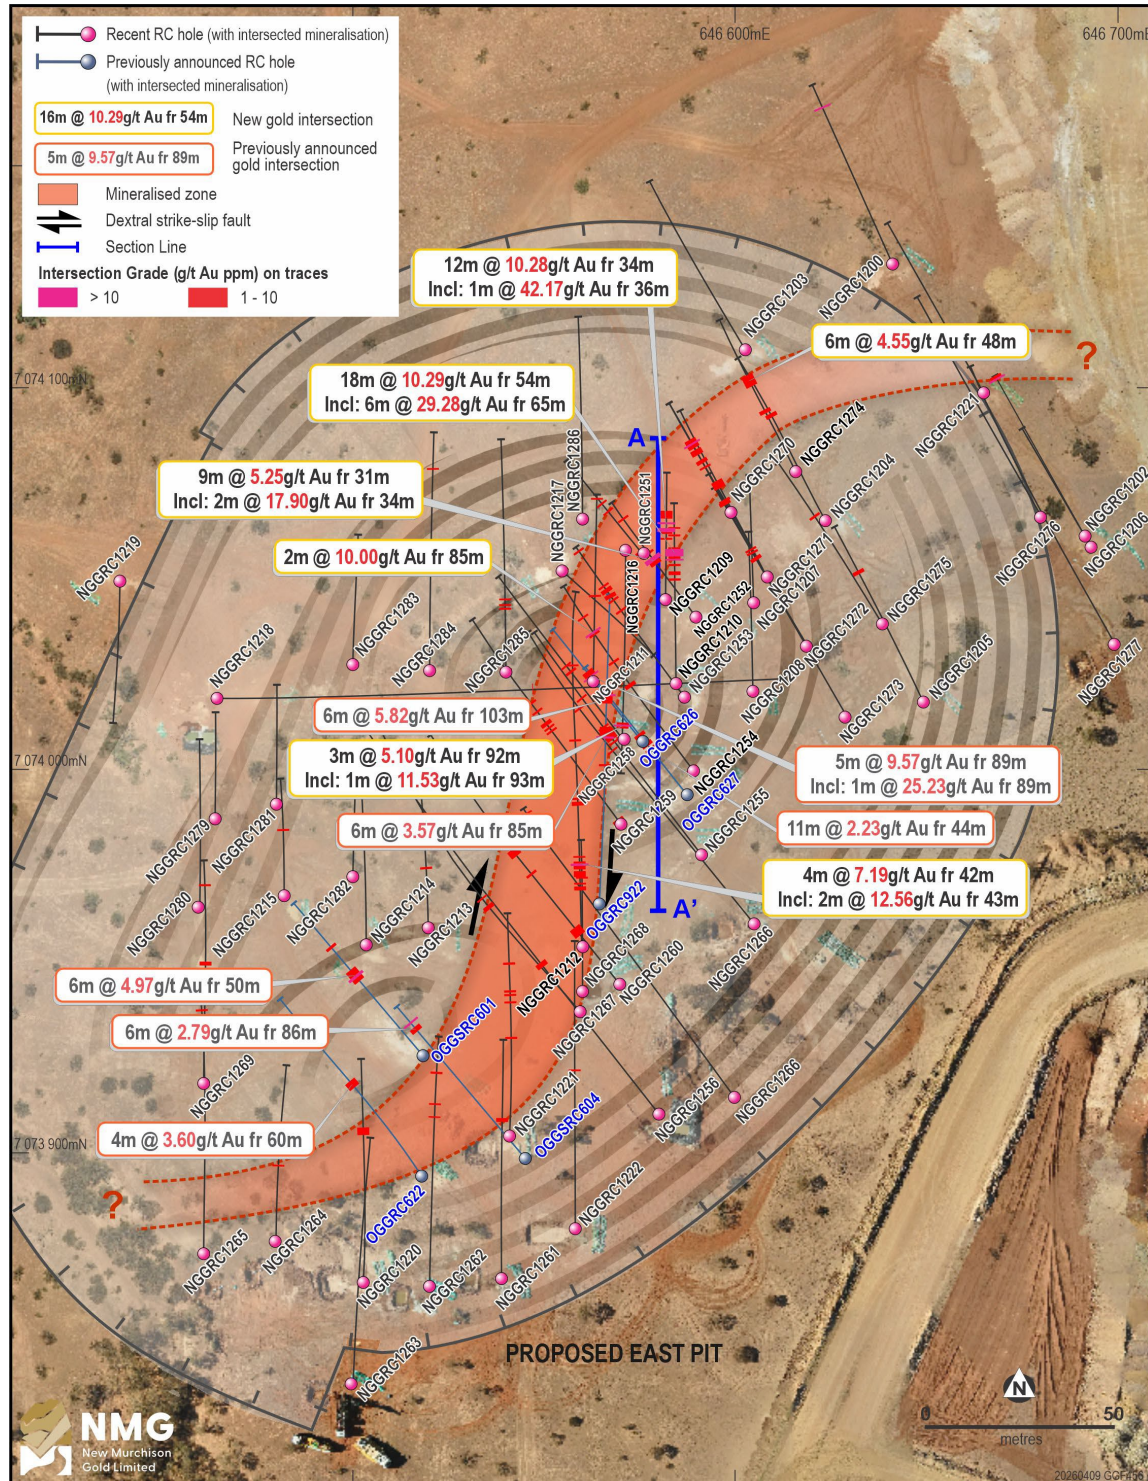 Recent RC hole (with intersected mineralisation)
Previously announced RC hole
(with intersected mineralisation)
16m @ 10.29g/t Au fr 54m
New gold intersection
5m @ 9.57g/t Au fr 89m
Previously announced
gold intersection
Mineralised zone
Dextral strike-slip fault
Section Line
Intersection Grade (g/t Au ppm) on traces
> 10
1 - 10
646 600mE
646 700mE
7 074 100mN
7 074 000mN
7 073 900mN
12m @ 10.28g/t Au fr 34m
Incl: 1m @ 42.17g/t Au fr 36m
6m @ 4.55g/t Au fr 48m
18m @ 10.29g/t Au fr 54m
Incl: 6m @ 29.28g/t Au fr 65m
9m @ 5.25g/t Au fr 31m
Incl: 2m @ 17.90g/t Au fr 34m
2m @ 10.00g/t Au fr 85m
6m @ 5.82g/t Au fr 103m
3m @ 5.10g/t Au fr 92m
Incl: 1m @ 11.53g/t Au fr 93m
5m @ 9.57g/t Au fr 89m
Incl: 1m @ 25.23g/t Au fr 89m
6m @ 3.57g/t Au fr 85m
11m @ 2.23g/t Au fr 44m
4m @ 7.19g/t Au fr 42m
Incl: 2m @ 12.56g/t Au fr 43m
6m @ 4.97g/t Au fr 50m
6m @ 2.79g/t Au fr 86m
4m @ 3.60g/t Au fr 60m
A
A'
?
?
NGGRC1200
NGGRC1203
NGGRC1221
NGGRC1274
NGGRC1270
NGGRC1204
NGGRC1202
NGGRC1206
NGGRC1276
NGGRC1286
NGGRC1217
NGGRC1251
NGGRC1216
NGGRC1209
NGGRC1252
NGGRC1271
NGGRC1207
NGGRC1275
NGGRC1219
NGGRC1283
NGGRC1284
NGGRC1285
NGGRC1218
NGGRC1211
NGGRC1210
NGGRC1253
NGGRC1208
NGGRC1272
NGGRC1273
NGGRC1205
NGGRC1277
OGGRC626
NGGRC1258
NGGRC1254
OGGRC627
NGGRC1255
NGGRC1259
NGGRC1279
NGGRC1281
NGGRC1280
NGGRC1215
NGGRC1282
NGGRC1214
NGGRC1213
OGGRC922
NGGRC1212
NGGRC1268
NGGRC1260
NGGRC1266
NGGRC1267
NGGRC1269
OGGSRC601
NGGRC1221
OGGSRC604
NGGRC1256
NGGRC1266
OGGRC622
NGGRC1222
NGGRC1265
NGGRC1264
NGGRC1220
NGGRC1262
NGGRC1261
NGGRC1263
PROPOSED EAST PIT
N
0
50
metres
NMG
New Murchison
Gold Limited